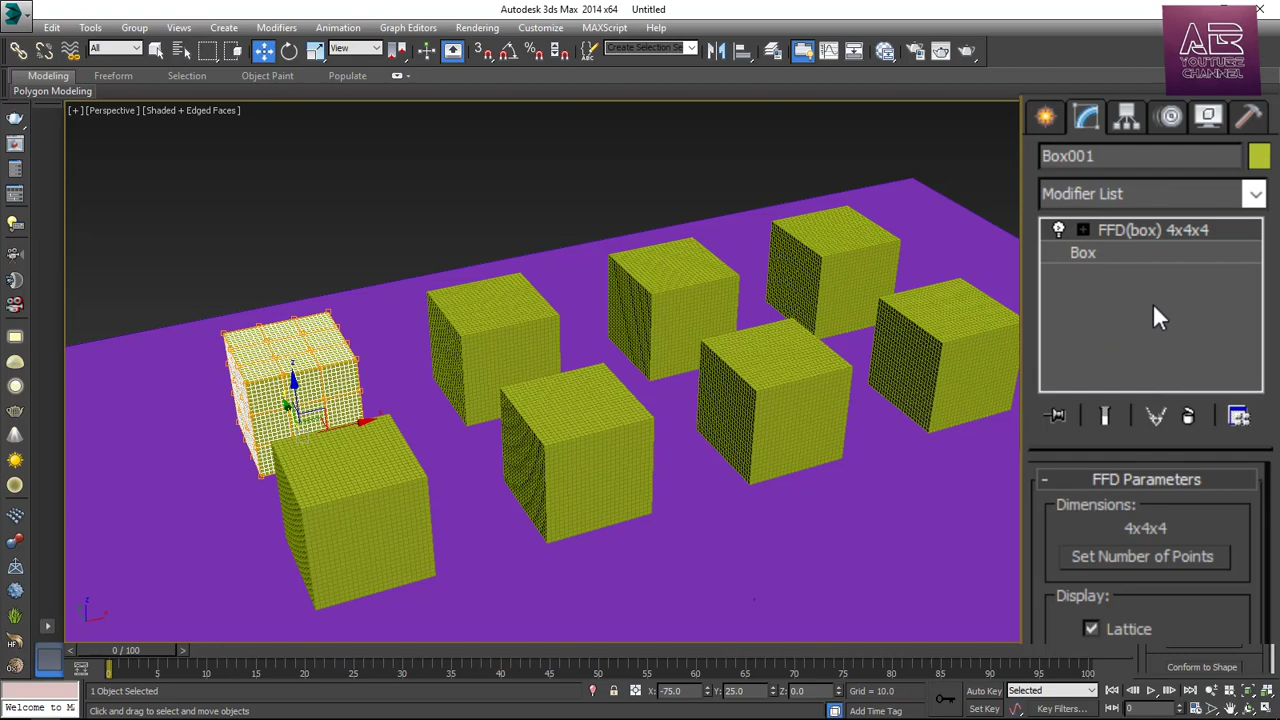 Autodesk 3ds Max 2014 x64 Untitled
Edit Tools Group Views Create Modifiers Animation Graph Editors Rendering Customize MAXScript Help
All View Create Selection Se
Modeling Freeform Selection Object Paint Populate
Polygon Modeling
[+] [Perspective] [Shaded + Edged Faces]
YOUTUBE
CHANNEL
Box001
Modifier List
FFD(box) 4x4x4
Box
FFD Parameters
Dimensions:
4x4x4
Set Number of Points
Display:
Lattice
Conform to Shape
z
x
z
x
0 / 100
0 5 10 15 20 25 30 35 40 45 50 55 60 65 70 75 80 85 90 95 100
1 Object Selected X: -75.0 Y: 25.0 Z: 0.0 Grid = 10.0 Auto Key Selected
Welcome to M Click and drag to select and move objects Add Time Tag Set Key Key Filters... 0